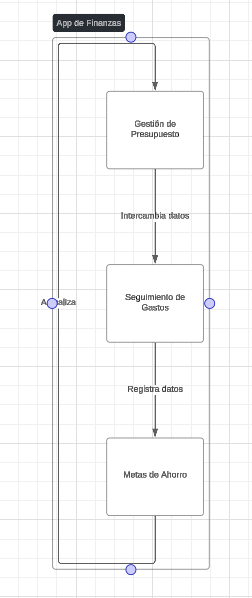 App de Finanzas
Gestión de
Presupuesto
Intercambia datos
Seguimiento de
Gastos
Registra datos
Metas de Ahorro